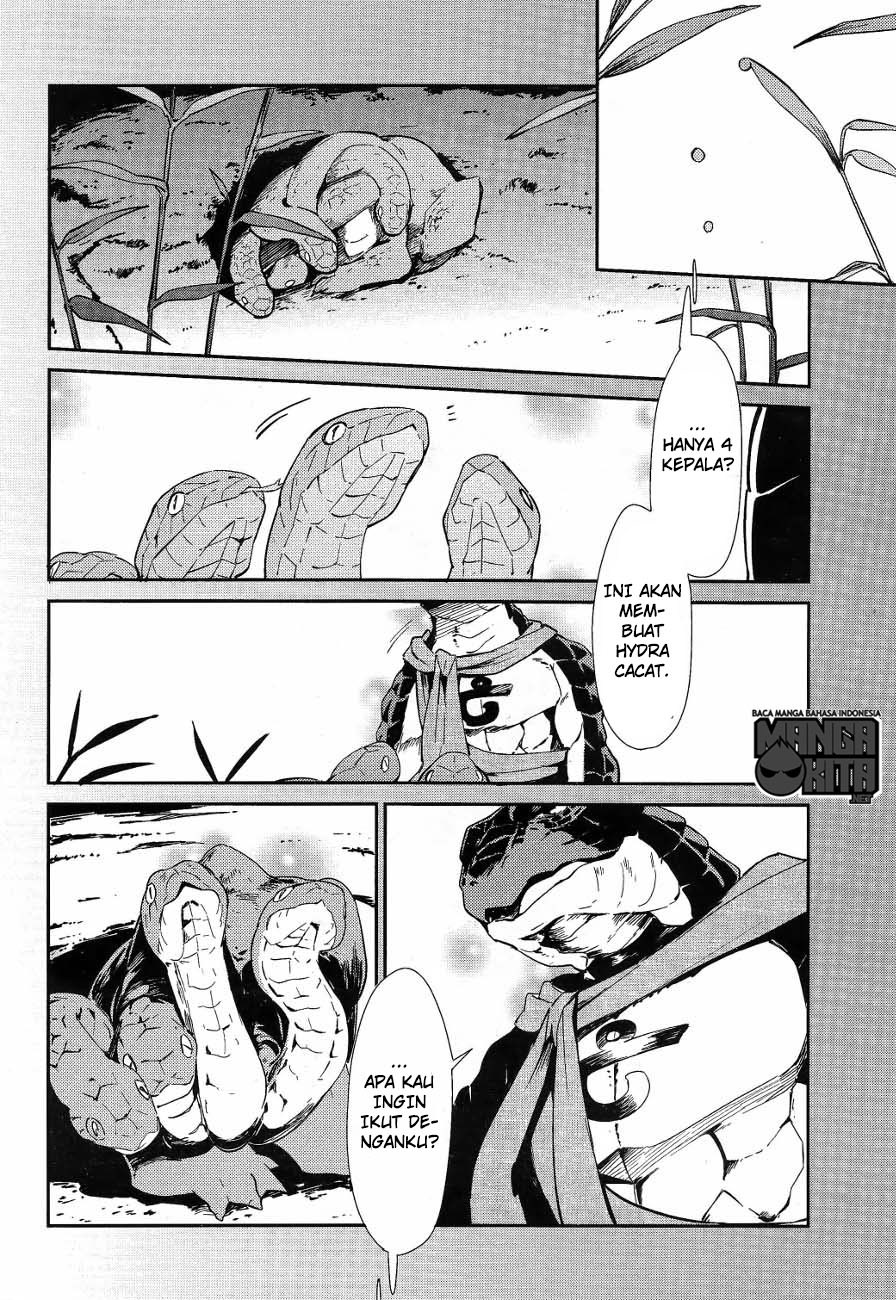 ...
HANYA 4
KEPALA?
INI AKAN
MEM-
BUAT
HYDRA
CACAT.
BACA MANGA BAHASA INDONESIA
MANGA
KITA
.NET
...
APA KAU
INGIN
IKUT DE-
NGANKU?